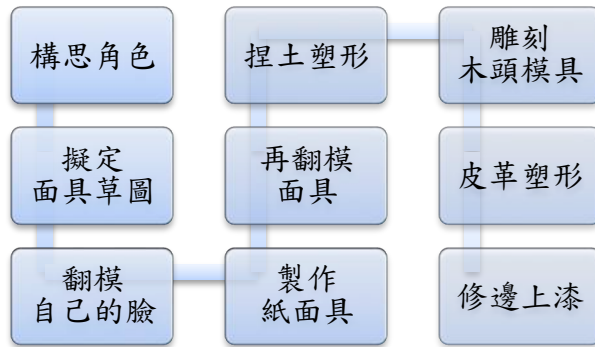 構思角色
擬定
面具草圖
翻模
自己的臉
製作
紙面具
再翻模
面具
捏土塑形
雕刻
木頭模具
皮革塑形
修邊上漆